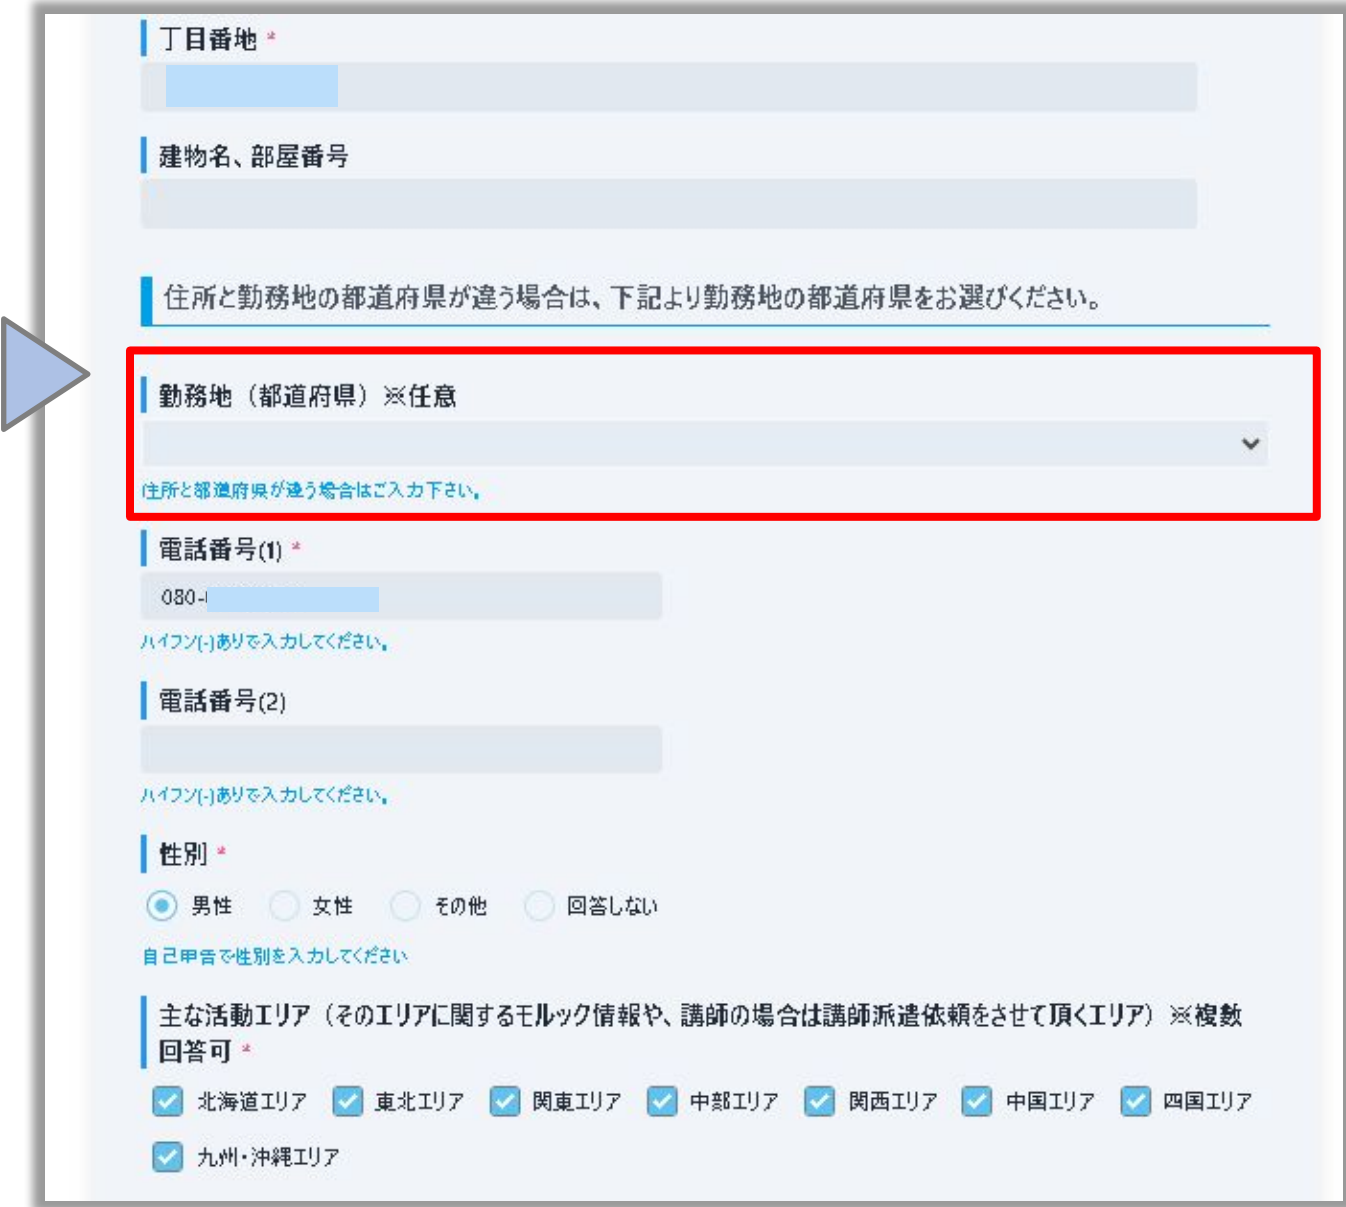 丁目番地 *
建物名、部屋番号
住所と勤務地の都道府県が違う場合は、下記より勤務地の都道府県をお選びください。
勤務地（都道府県）※任意
住所と都道府県が違う場合はご入力下さい。
電話番号(1) *
080-
ハイフン(-)ありで入力してください。
電話番号(2)
ハイフン(-)ありで入力してください。
性別 *
男性 女性 その他 回答しない
自己申告で性別を入力してください
主な活動エリア（そのエリアに関するモルック情報や、講師の場合は講師派遣依頼をさせて頂くエリア）※複数
回答可 *
北海道エリア 東北エリア 関東エリア 中部エリア 関西エリア 中国エリア 四国エリア
九州・沖縄エリア